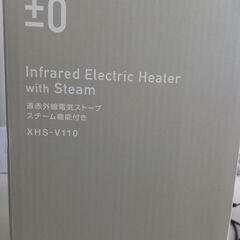 ±0
Infrared Electric Heater
with Steam
遠赤外線電気ストーブ
スチーム機能付き
XHS-V110